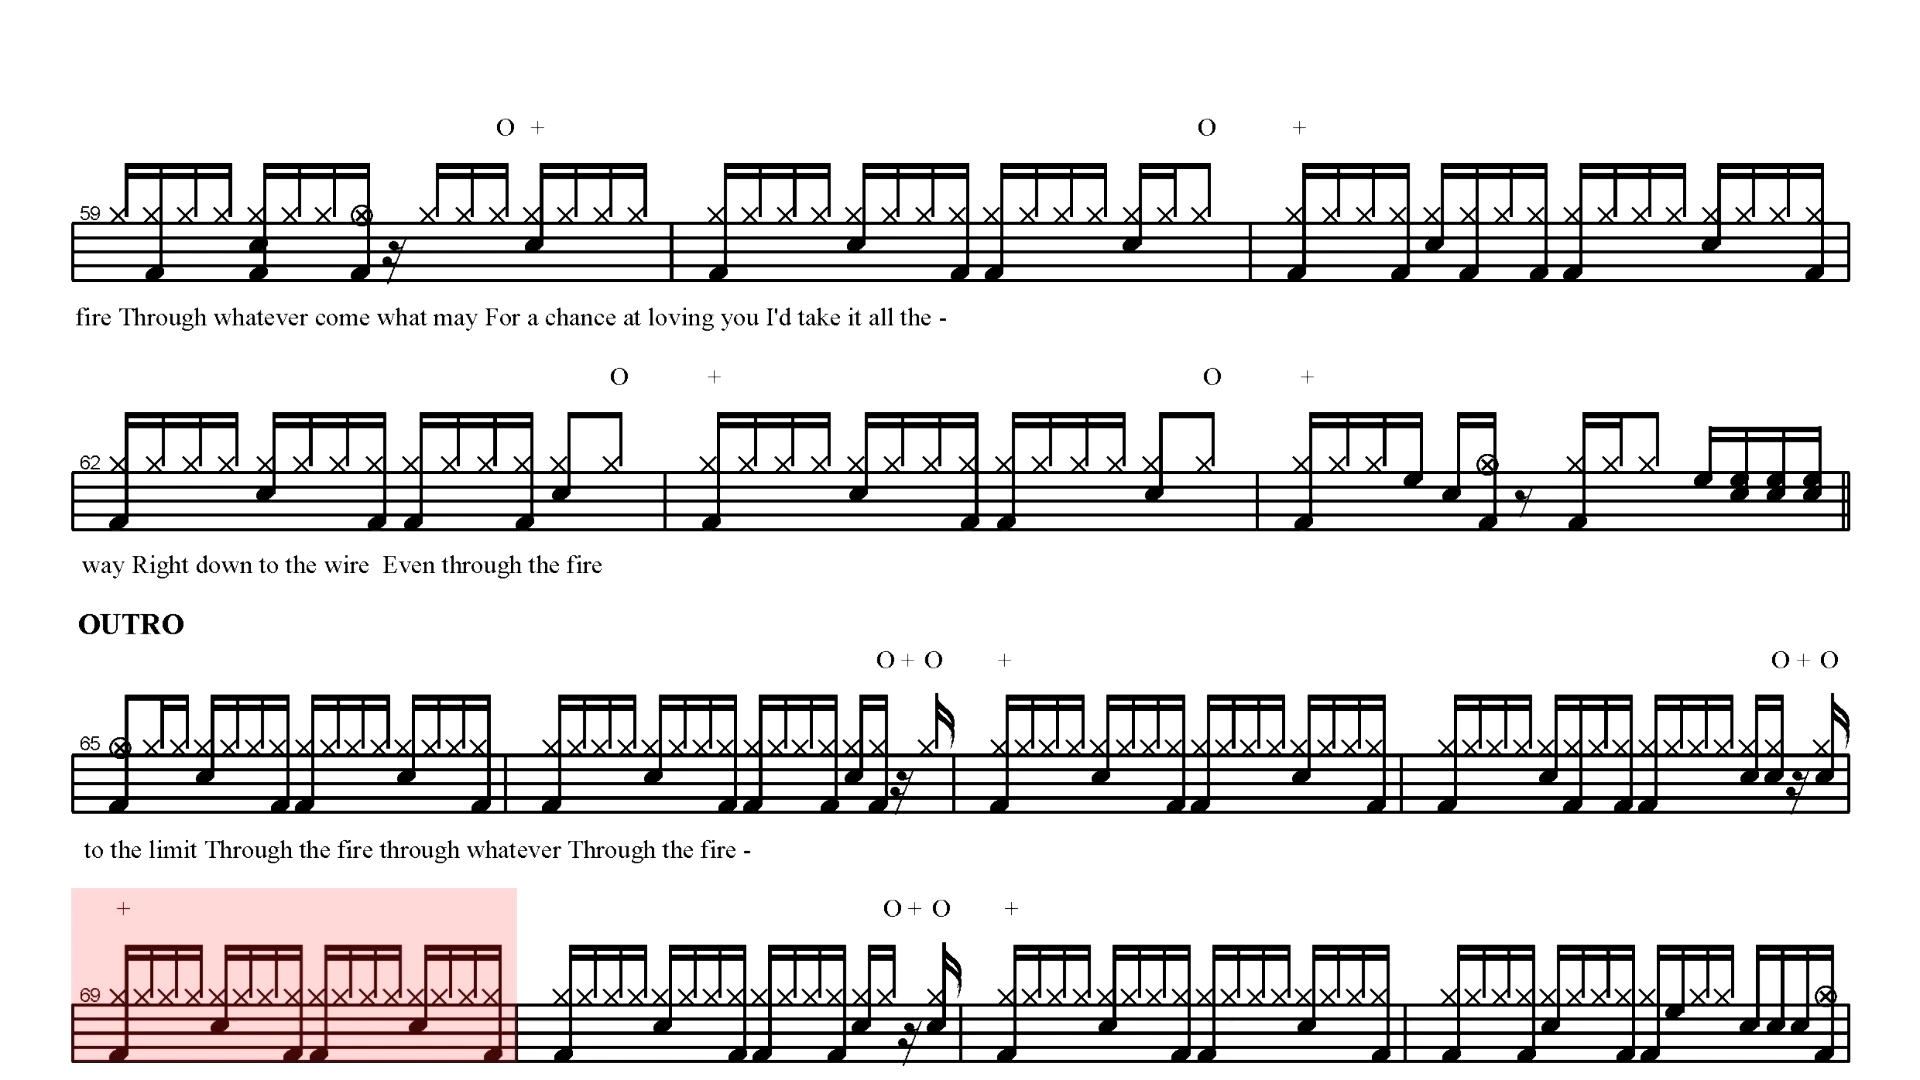 O +
O
+
59
fire Through whatever come what may For a chance at loving you I'd take it all the -
O
+
O
+
62
way Right down to the wire  Even through the fire
OUTRO
O + O
+
O + O
65
to the limit Through the fire through whatever Through the fire -
+
O + O
+
69